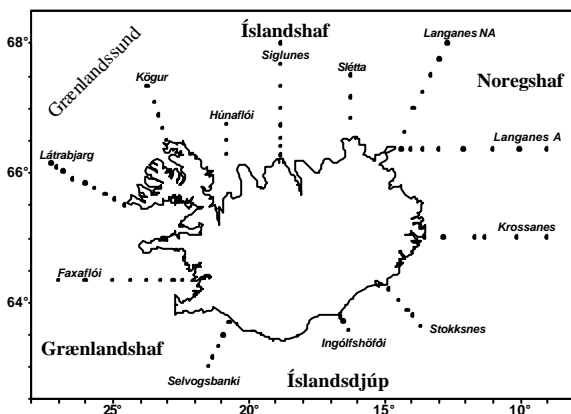 68°
Íslandshaf
Langanes NA
Siglunes
Grænlandssund
Kögur
Slétta
Noregshaf
Húnaflói
Langanes A
Látrabjarg
66°
Krossanes
Faxaflói
64°
Grænlandshaf
Stokksnes
Ingólfshöfði
Selvogsbanki
Íslandsdjúp
25°
20°
15°
10°